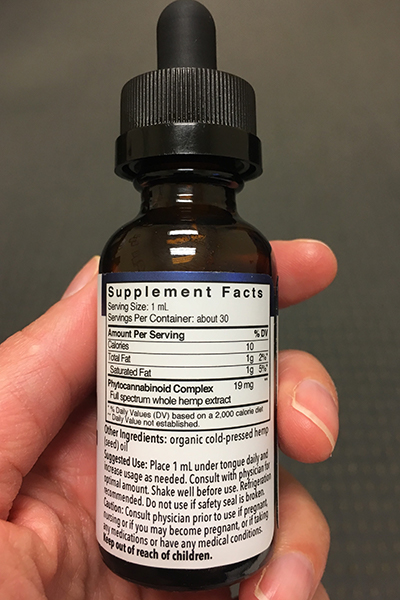 Supplement Facts
Serving Size: 1 mL
Servings Per Container: about 30
Amount Per Serving % DV
Calories 10
Total Fat 1g 2%*
Saturated Fat 1g 5%*
Phytocannabinoid Complex 19 mg **
Full spectrum whole hemp extract
* % Daily Values (DV) based on a 2,000 calorie diet
** Daily Value not established.
Other Ingredients: organic cold-pressed hemp
(seed) oil
Suggested Use: Place 1 mL under tongue daily and
increase usage as needed. Consult with physician for
optimal amount. Shake well before use. Refrigeration
recommended. Do not use if safety seal is broken.
Caution: Consult physician prior to use if pregnant,
nursing or if you may become pregnant, or if taking
any medications or have any medical conditions.
Keep out of reach of children.